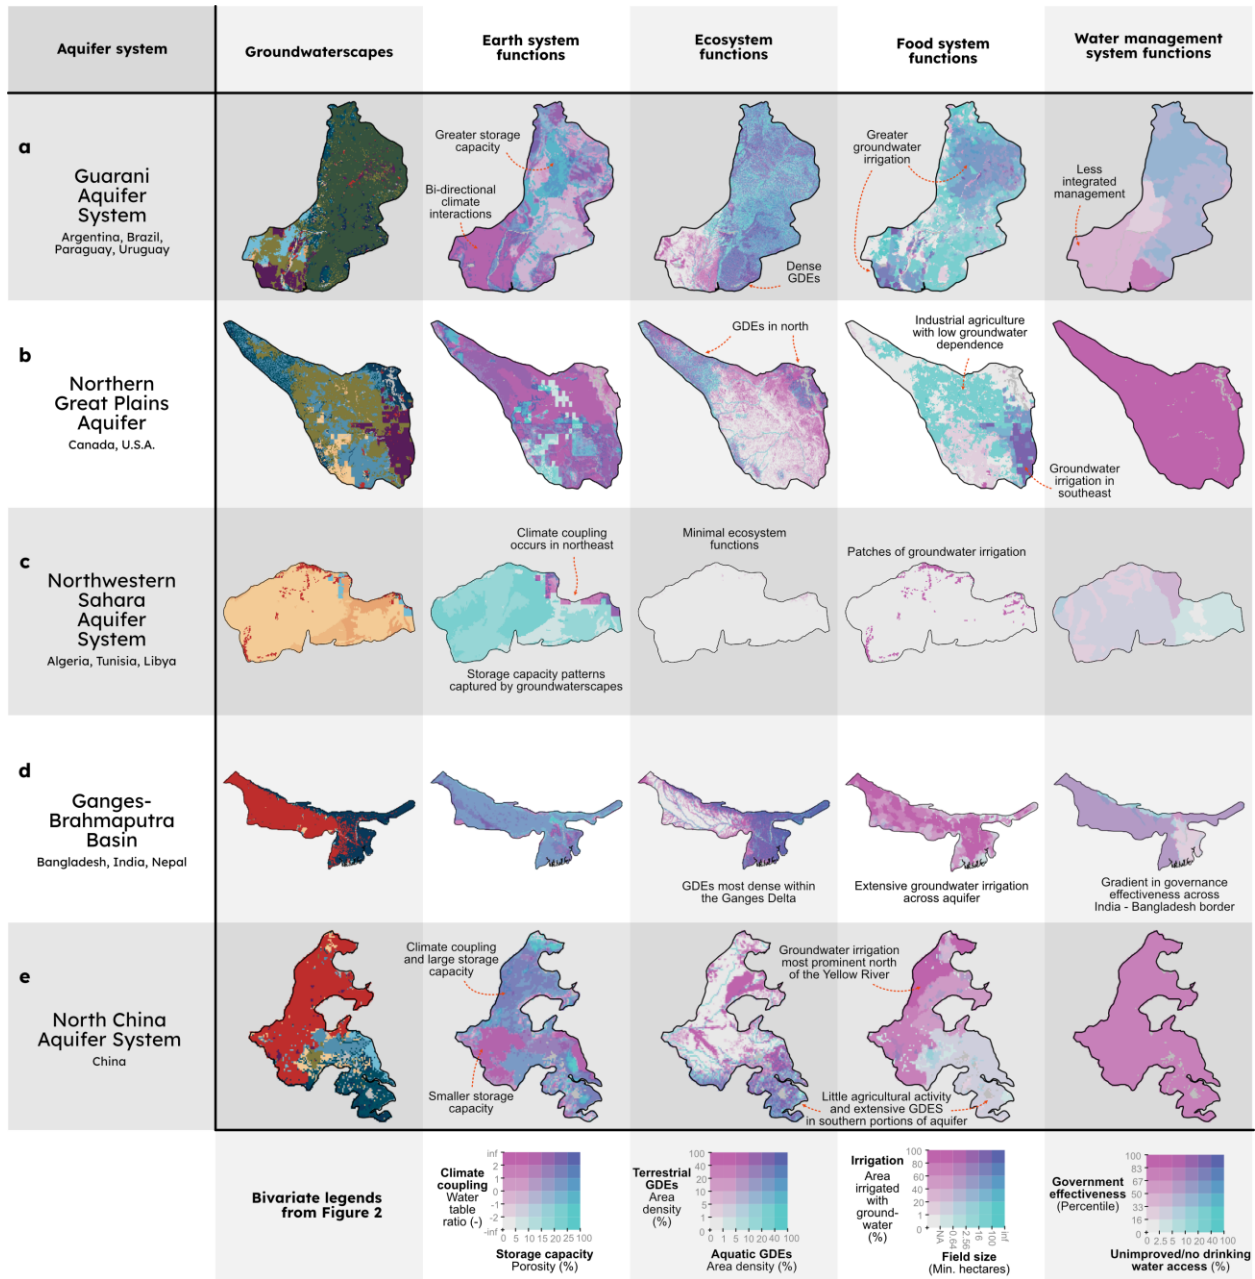 Aquifer system
Groundwaterscapes
Earth system
functions
Ecosystem
functions
Food system
functions
Water management
system functions
a
Guarani
Aquifer
System
Argentina, Brazil,
Paraguay, Uruguay
Greater storage
capacity
Bi-directional
climate
interactions
Dense
GDEs
Greater
groundwater
irrigation
Less
integrated
management
b
Northern
Great Plains
Aquifer
Canada, U.S.A.
GDEs in north
Industrial agriculture
with low groundwater
dependence
Groundwater
irrigation in
southeast
c
Northwestern
Sahara
Aquifer
System
Algeria, Tunisia, Libya
Climate coupling
occurs in northeast
Storage capacity patterns
captured by groundwaterscapes
Minimal ecosystem
functions
Patches of groundwater irrigation
d
Ganges-
Brahmaputra
Basin
Bangladesh, India, Nepal
GDEs most dense within
the Ganges Delta
Extensive groundwater irrigation
across aquifer
Gradient in governance
effectiveness across
India - Bangladesh border
e
North China
Aquifer System
China
Climate coupling
and large storage
capacity
Smaller storage
capacity
Groundwater irrigation
most prominent north
of the Yellow River
Little agricultural activity
and extensive GDES
in southern portions of aquifer
Bivariate legends
from Figure 2
Climate
coupling
Water
table
ratio (-)
inf
2
1
0
-1
-2
-inf
0 5 10 15 20 25 100
Storage capacity
Porosity (%)
Terrestrial
GDEs
Area
density
(%)
100
40
20
10
5
1
0
0 1 5 10 20 40 100
Aquatic GDEs
Area density (%)
Irrigation
Area
irrigated
with
ground-
water
(%)
100
80
60
40
20
1
0
NA
0.64
2.56
16
100
inf
Field size
(Min. hectares)
Government
effectiveness
(Percentile)
100
83
67
50
33
16
0 2.5 5 10 20 40 100
Unimproved/no drinking
water access (%)